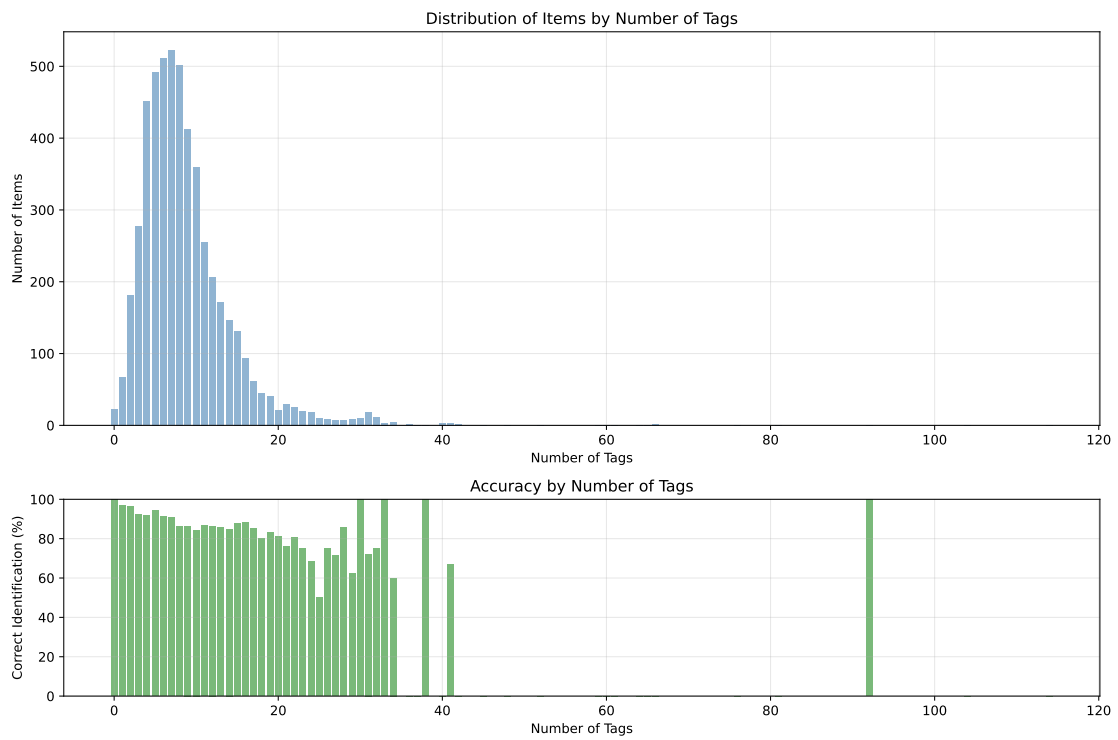 Distribution of Items by Number of Tags
500
400
300
200
100
0
Number of Items
0 20 40 60 80 100 120
Number of Tags
Accuracy by Number of Tags
100
80
60
40
20
0
Correct Identification (%)
0 20 40 60 80 100 120
Number of Tags